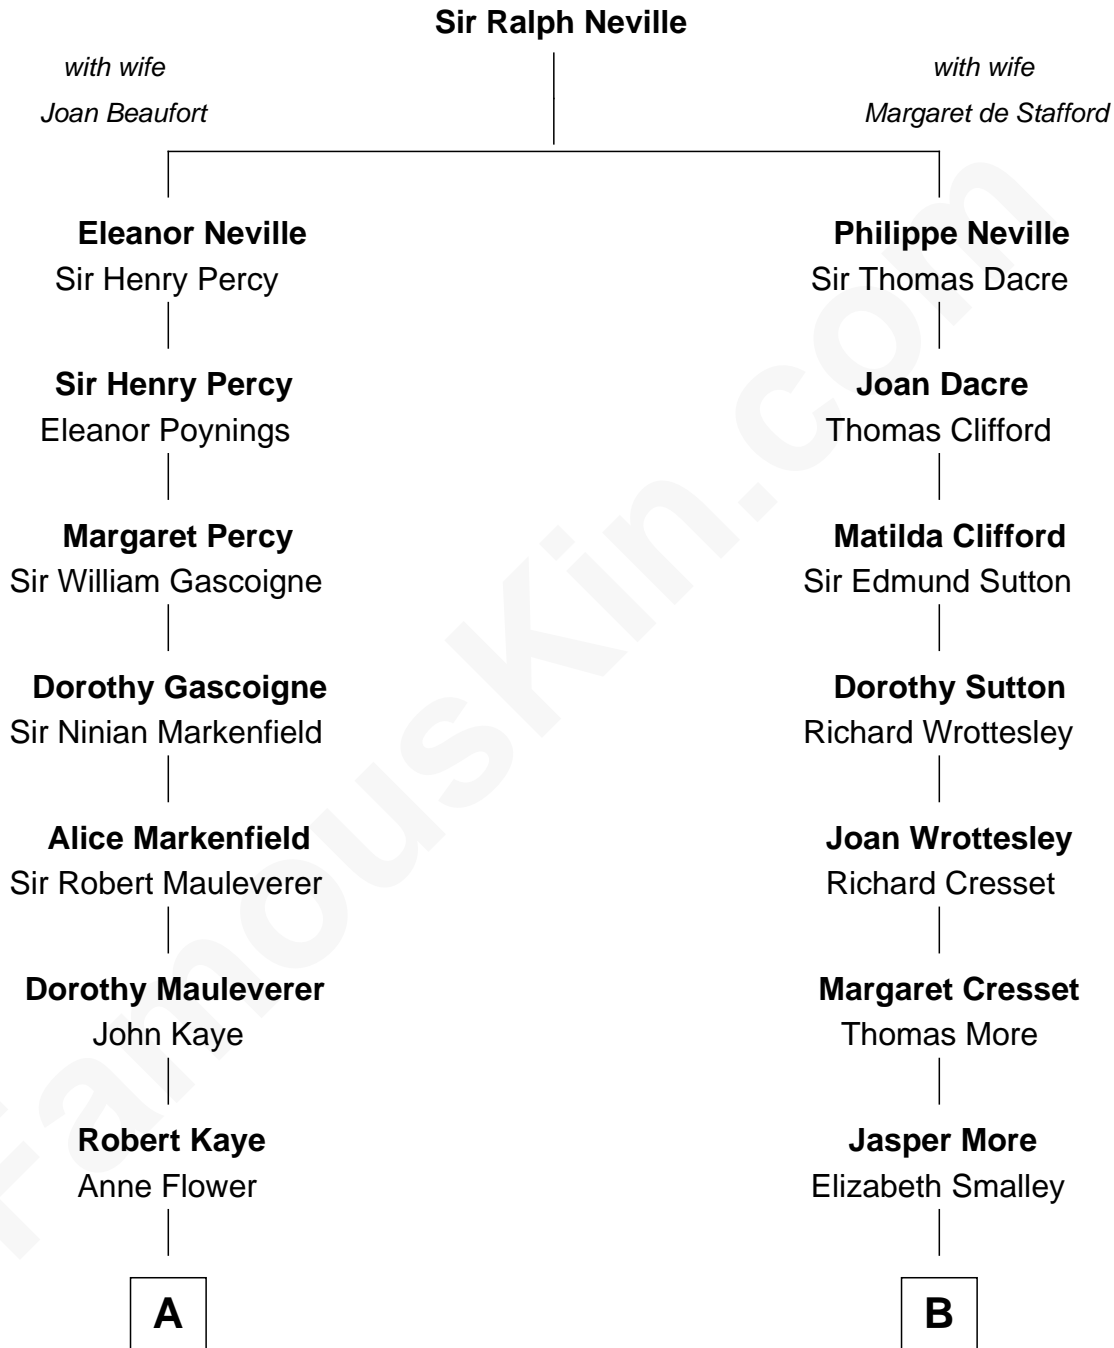 Sir Ralph Neville
with wife
Joan Beaufort
with wife
Margaret de Stafford
Eleanor Neville
Sir Henry Percy
Philippe Neville
Sir Thomas Dacre
Sir Henry Percy
Eleanor Poynings
Joan Dacre
Thomas Clifford
Margaret Percy
Sir William Gascoigne
Matilda Clifford
Sir Edmund Sutton
Dorothy Gascoigne
Sir Ninian Markenfield
Dorothy Sutton
Richard Wrottesley
Alice Markenfield
Sir Robert Mauleverer
Joan Wrottesley
Richard Cresset
Dorothy Mauleverer
John Kaye
Margaret Cresset
Thomas More
Robert Kaye
Anne Flower
Jasper More
Elizabeth Smalley
A
B
FamousKin.com